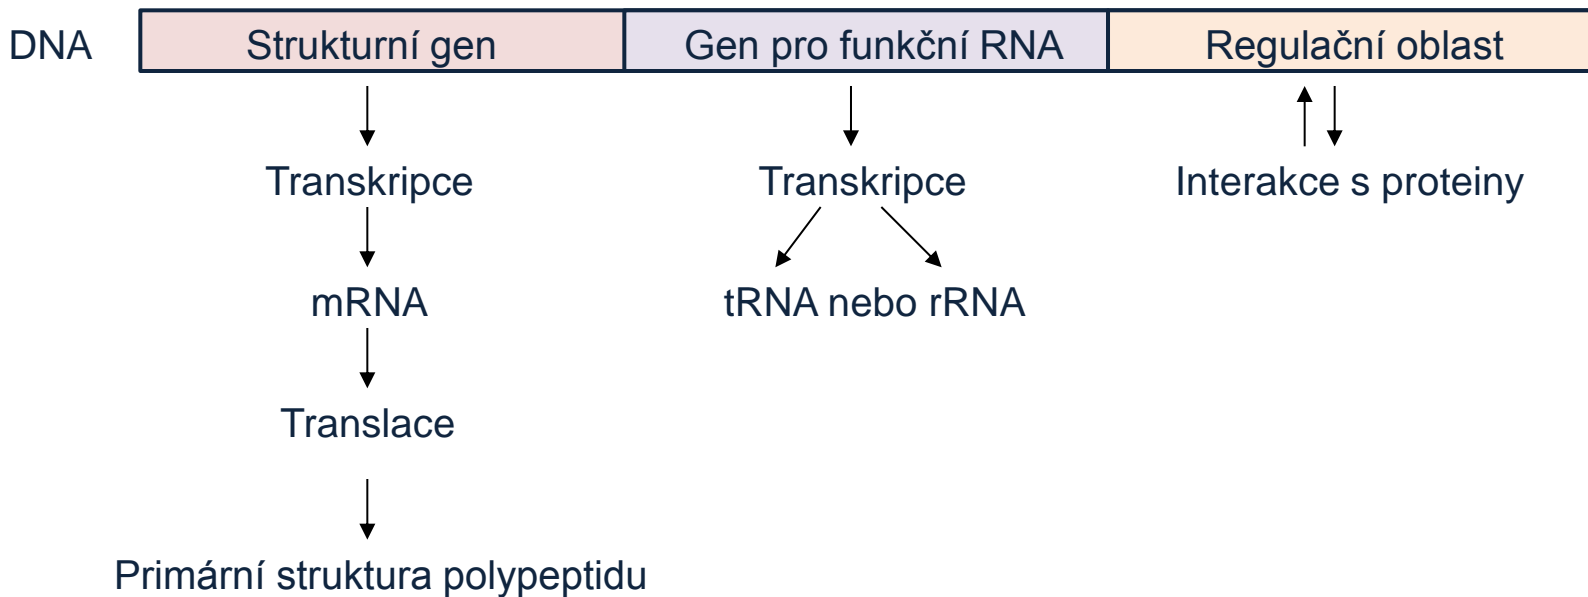 DNA
Strukturní gen
Gen pro funkční RNA
Regulační oblast
Transkripce
Transkripce
Interakce s proteiny
mRNA
tRNA nebo rRNA
Translace
Primární struktura polypeptidu